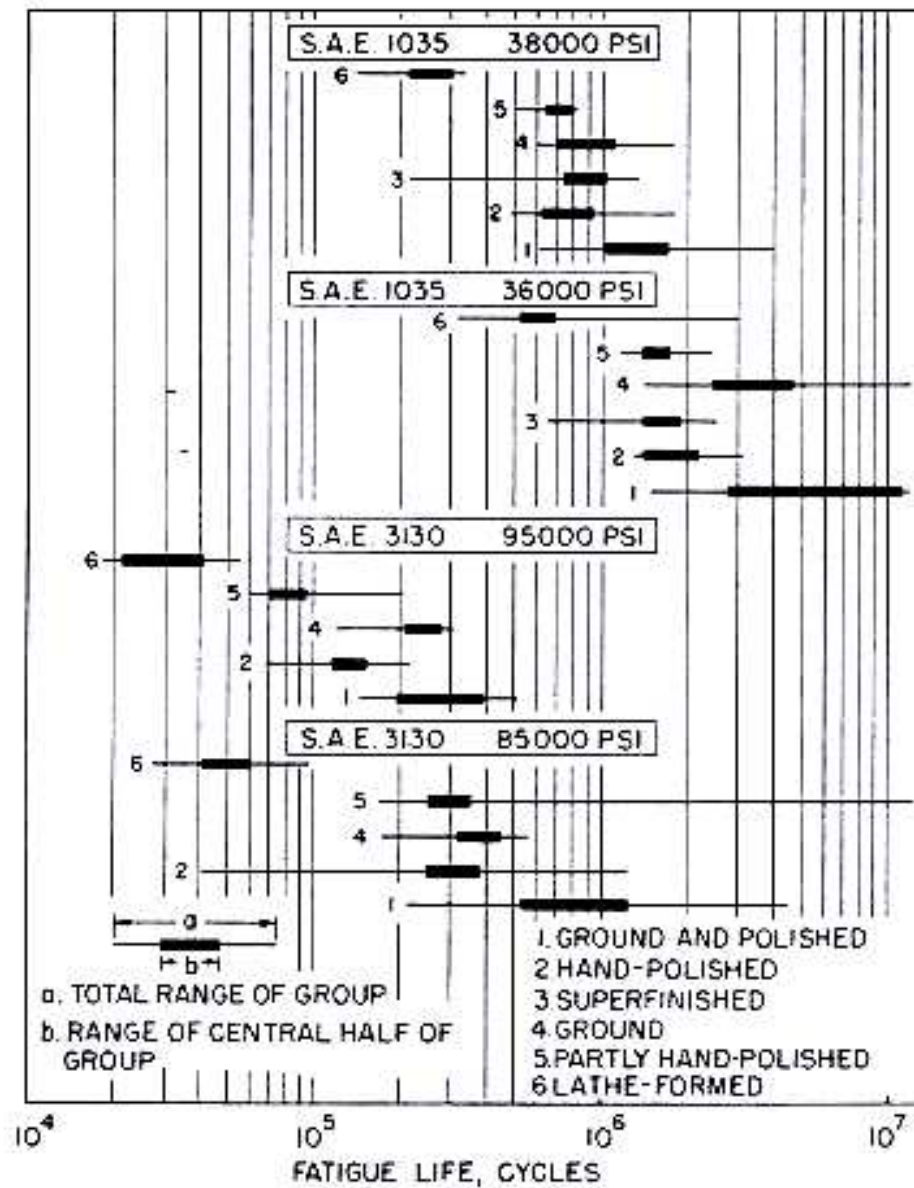 S.A.E. 1035 38000 PSI
6
5
4
3
2
1
S.A.E. 1035 36000 PSI
6
5
4
3
2
1
S.A.E. 3130 95000 PSI
6
5
4
2
1
S.A.E. 3130 85000 PSI
6
5
4
2
1
a
b
a. TOTAL RANGE OF GROUP
b. RANGE OF CENTRAL HALF OF
GROUP
1. GROUND AND POLISHED
2 HAND-POLISHED
3. SUPERFINISHED
4. GROUND
5. PARTLY HAND-POLISHED
6 LATHE-FORMED
10⁴ 10⁵ 10⁶ 10⁷
FATIGUE LIFE, CYCLES